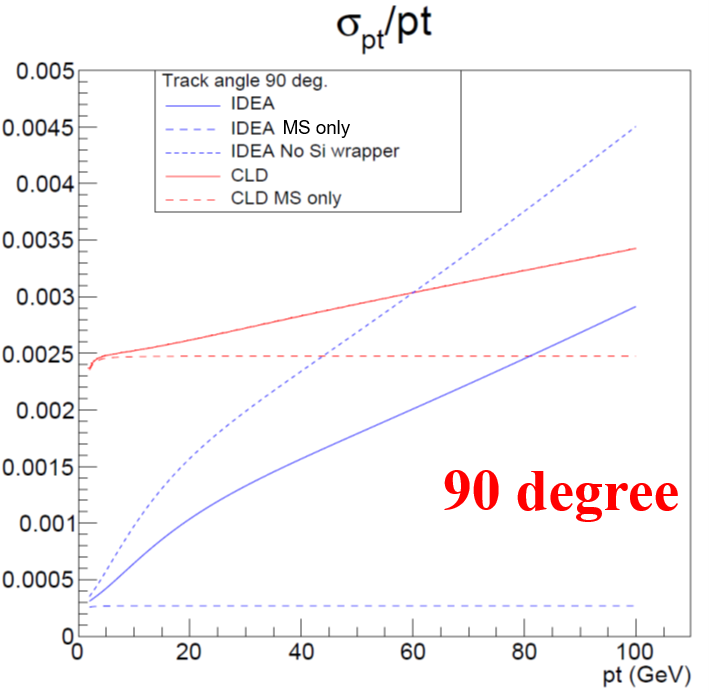 σpt/pt
0.005
Track angle 90 deg.
IDEA
0.0045
IDEA MS only
IDEA No Si wrapper
0.004
CLD
CLD MS only
0.0035
0.003
0.0025
0.002
0.0015
90 degree
0.001
0.0005
0
0 20 40 60 80 100
pt (GeV)